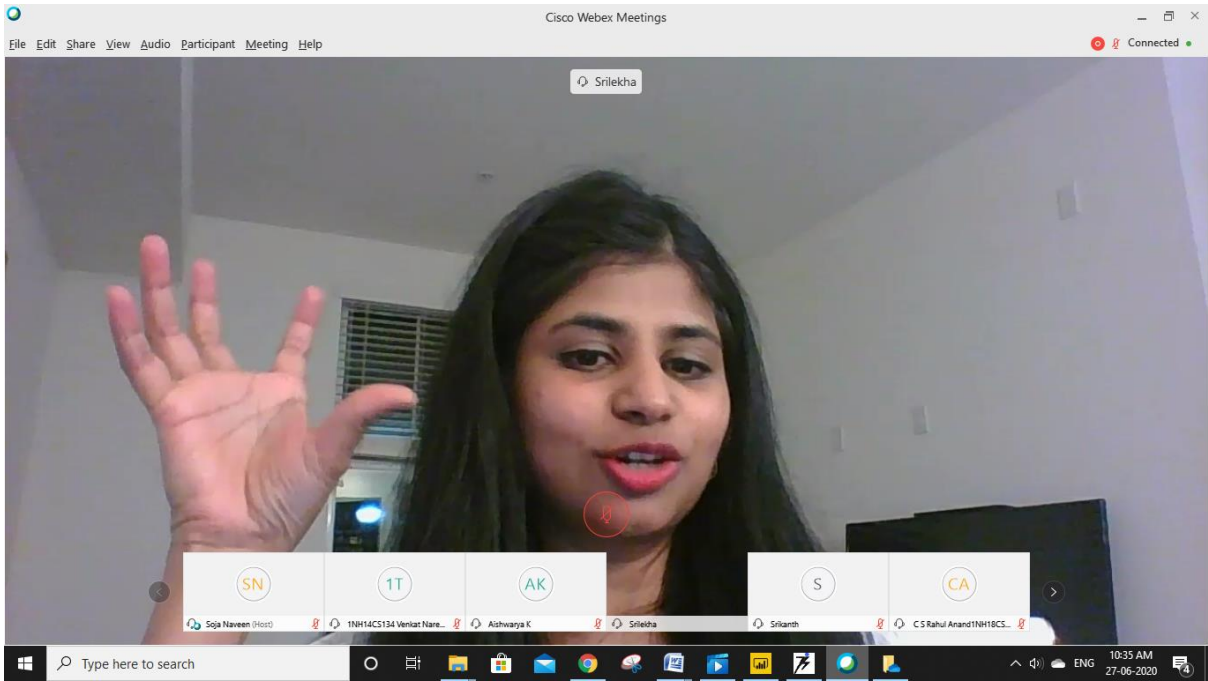 Cisco Webex Meetings
File Edit Share View Audio Participant Meeting Help
Connected
Srilekha
SN
1T
AK
S
CA
Soja Naveen (Host)
1NH14CS134 Venkat Nare...
Aishwarya K
Srilekha
Srikanth
C S Rahul Anand1NH18CS...
Type here to search
ENG
10:35 AM
27-06-2020
4